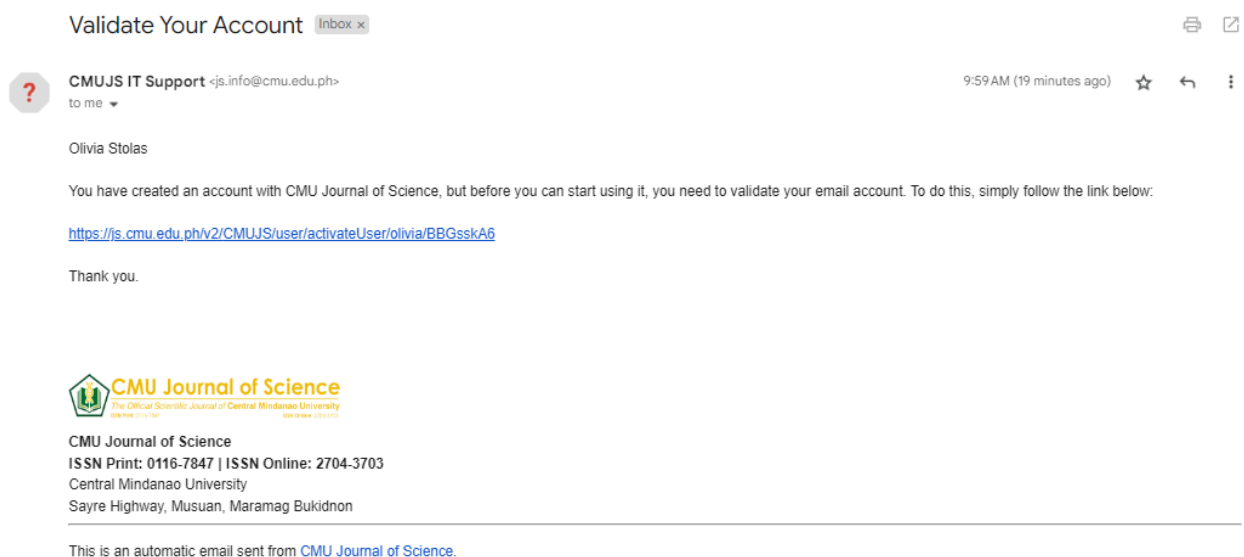 Validate Your Account Inbox x
?
CMUJS IT Support <js.info@cmu.edu.ph>
9:59 AM (19 minutes ago)
to me
Olivia Stolas
You have created an account with CMU Journal of Science, but before you can start using it, you need to validate your email account. To do this, simply follow the link below:
https://js.cmu.edu.ph/v2/CMUJS/user/activateUser/olivia/BBGsskA6
Thank you.
CMU Journal of Science
The Official Scientific Journal of Central Mindanao University
CMU Journal of Science
ISSN Print: 0116-7847 | ISSN Online: 2704-3703
Central Mindanao University
Sayre Highway, Musuan, Maramag Bukidnon
This is an automatic email sent from CMU Journal of Science.